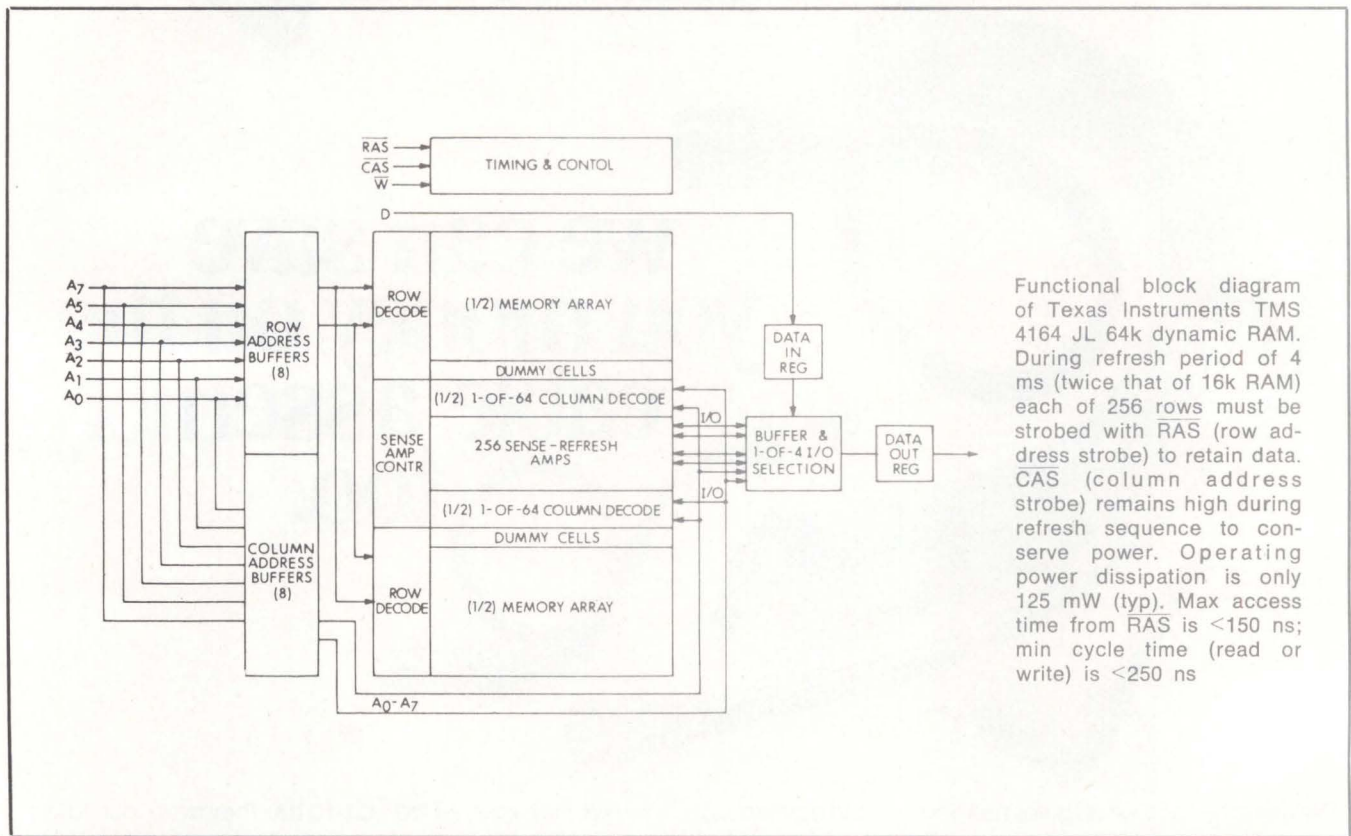 RAS
CAS
W
TIMING & CONTOL
D
A7
A5
A4
A3
A2
A1
A0
ROW
ADDRESS
BUFFERS
(8)
COLUMN
ADDRESS
BUFFERS
(8)
ROW
DECODE
(1/2) MEMORY ARRAY
DUMMY CELLS
(1/2) 1-OF-64 COLUMN DECODE
SENSE
AMP
CONTR
256 SENSE-REFRESH
AMPS
(1/2) 1-OF-64 COLUMN DECODE
DUMMY CELLS
ROW
DECODE
(1/2) MEMORY ARRAY
A0-A7
I/O
I/O
DATA
IN
REG
BUFFER &
1-OF-4 I/O
SELECTION
DATA
OUT
REG
Functional block diagram
of Texas Instruments TMS
4164 JL 64k dynamic RAM.
During refresh period of 4
ms (twice that of 16k RAM)
each of 256 rows must be
strobed with RAS (row ad-
dress strobe) to retain data.
CAS (column address
strobe) remains high during
refresh sequence to con-
serve power. Operating
power dissipation is only
125 mW (typ). Max access
time from RAS is <150 ns;
min cycle time (read or
write) is <250 ns